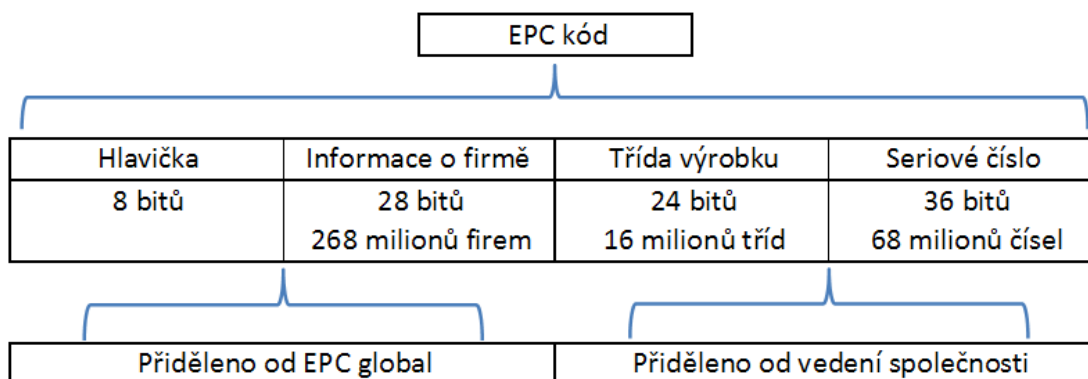 EPC kód
Hlavička Informace o firmě Třída výrobku Seriové číslo
8 bitů 28 bitů 24 bitů 36 bitů
268 milionů firem 16 milionů tříd 68 milionů čísel
Přiděleno od EPC global Přiděleno od vedení společnosti